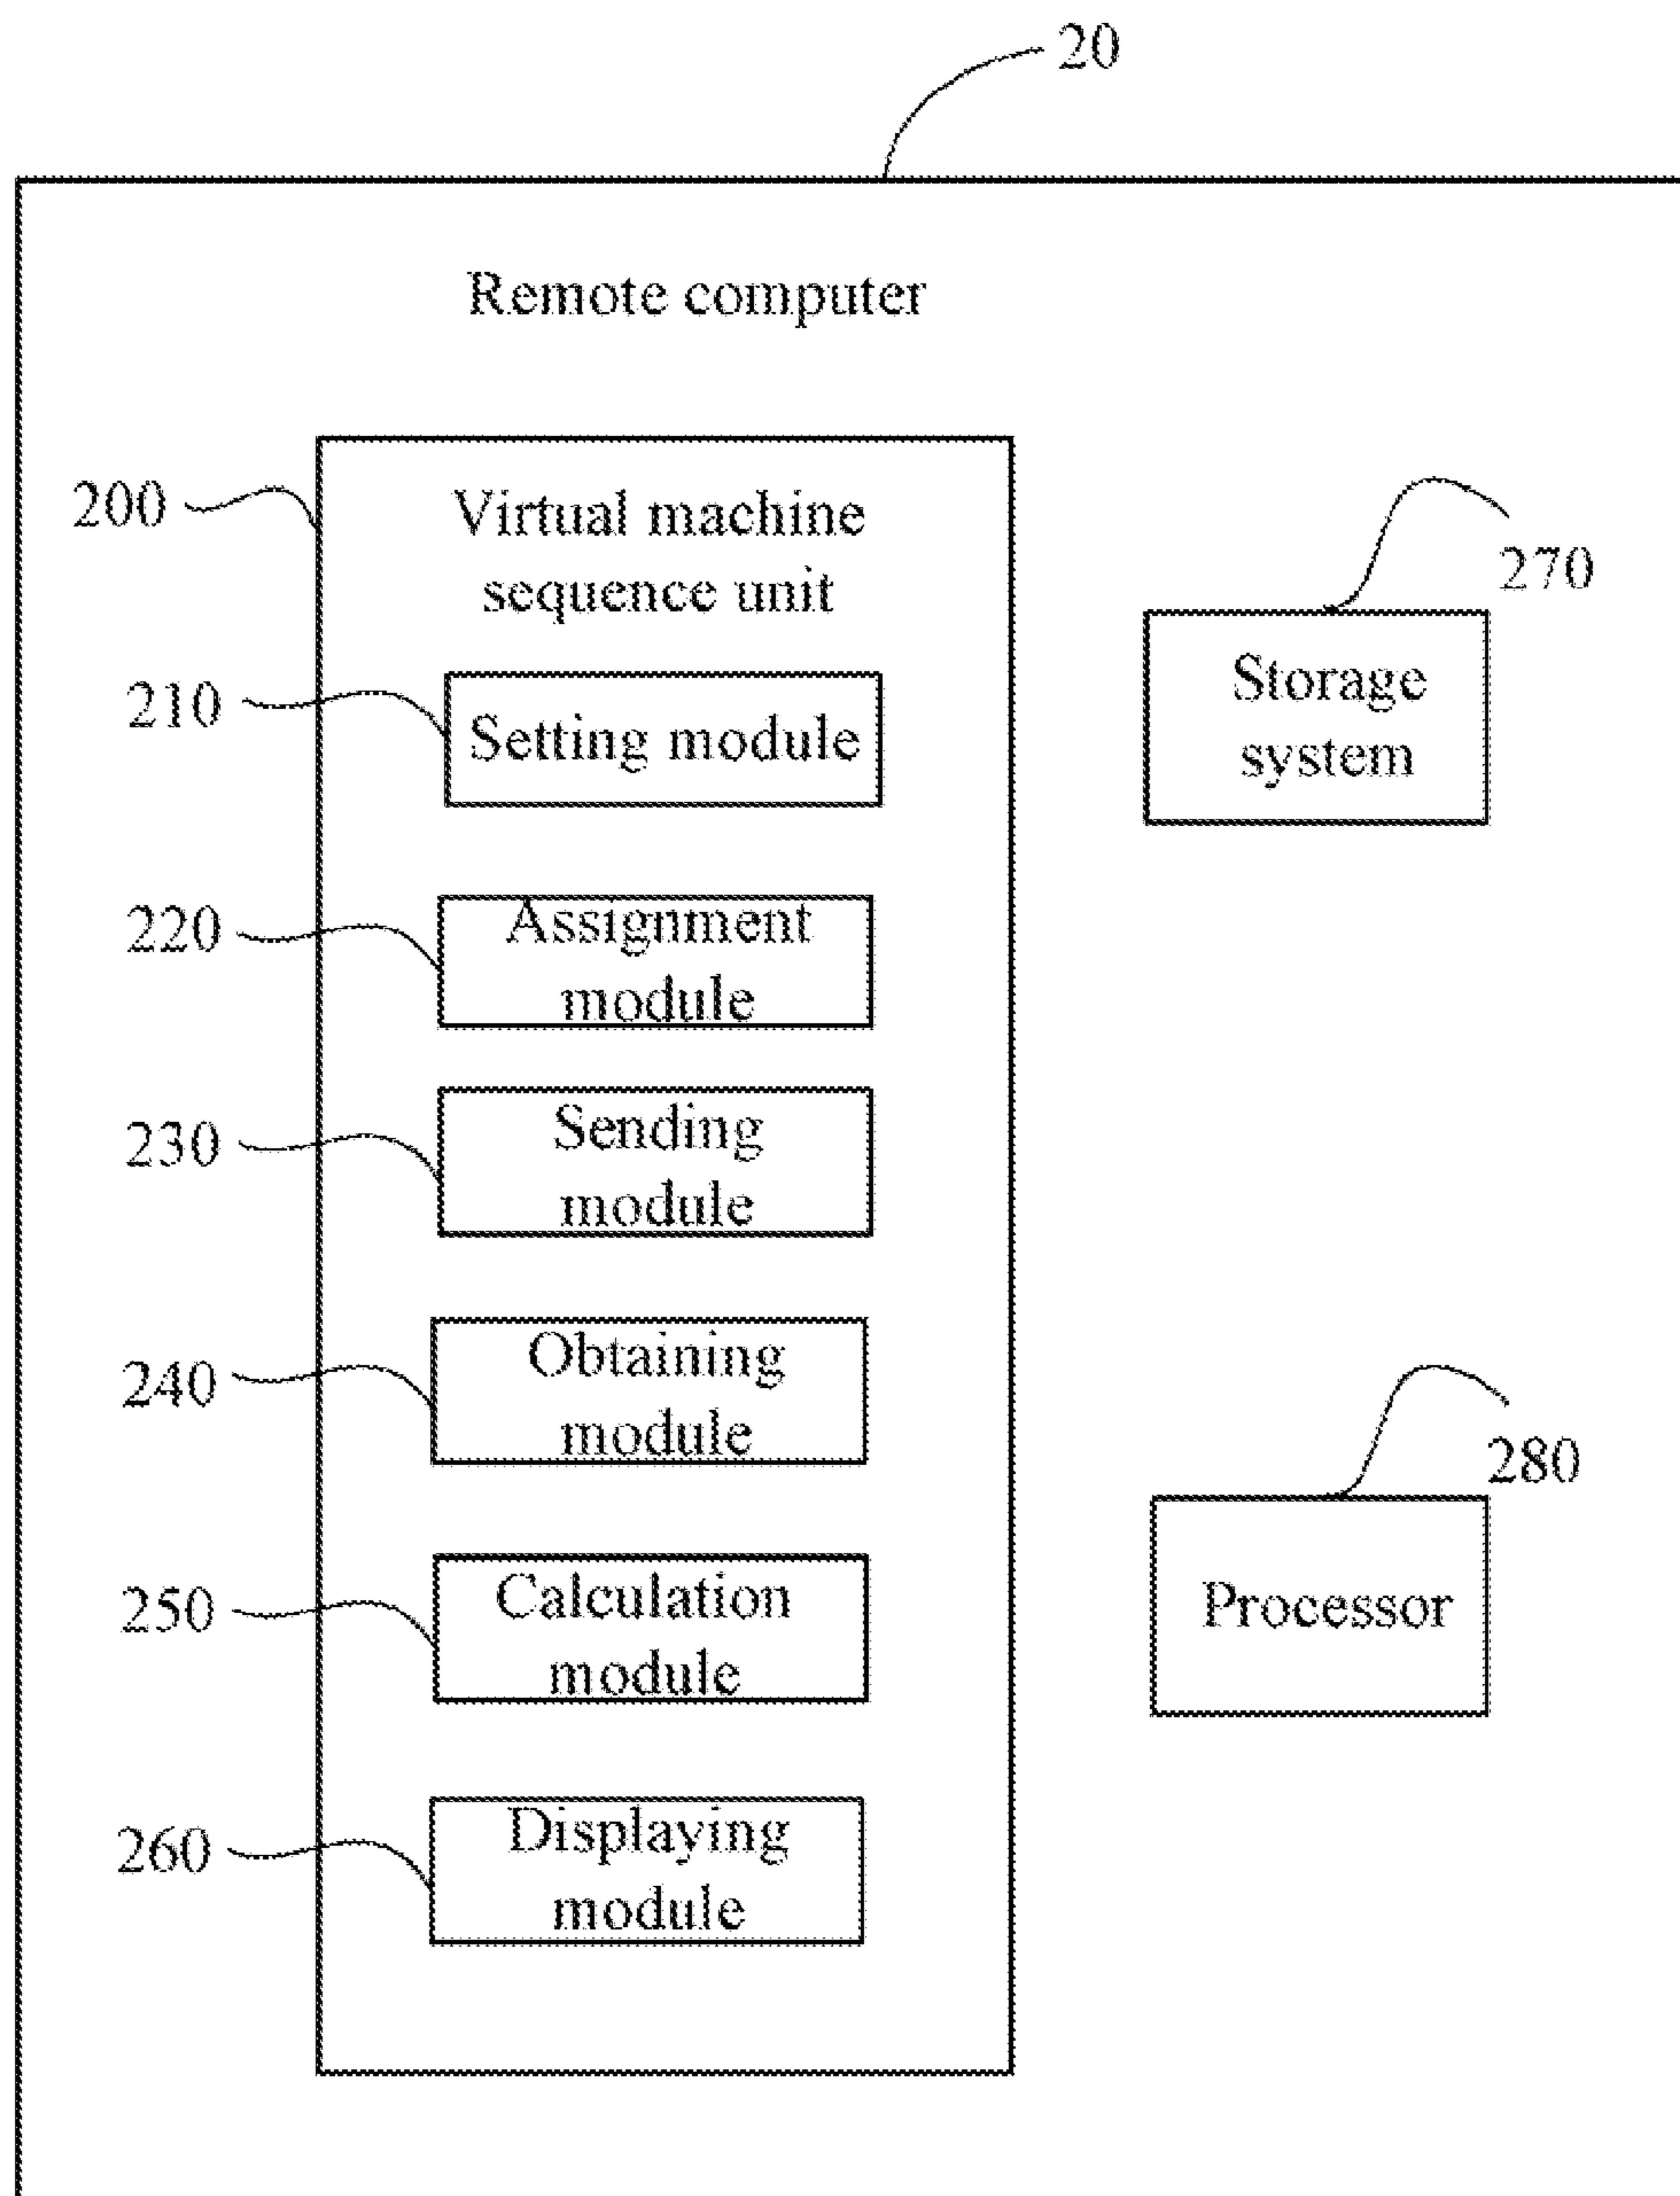 20
Remote computer
200
Virtual machine
sequence unit
210
Setting module
220
Assignment
module
230
Sending
module
240
Obtaining
module
250
Calculation
module
260
Displaying
module
270
Storage
system
280
Processor